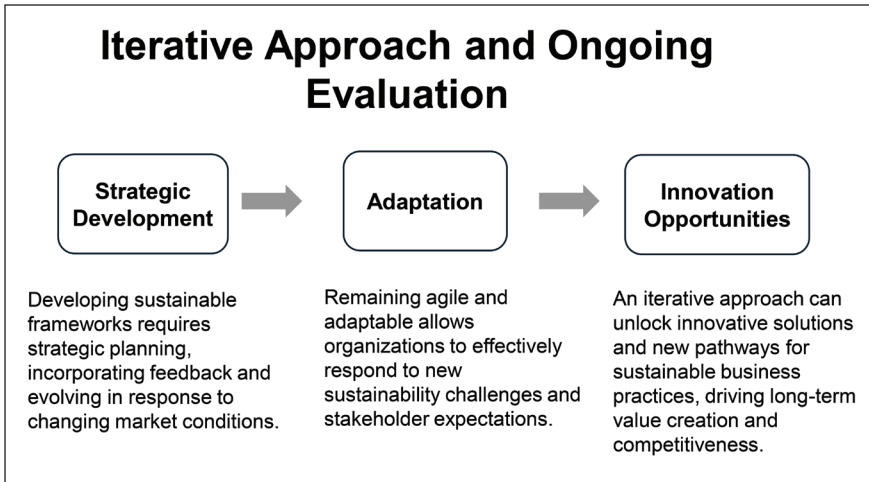 Iterative Approach and Ongoing
Evaluation
Strategic
Development
Adaptation
Innovation
Opportunities
Developing sustainable
frameworks requires
strategic planning,
incorporating feedback and
evolving in response to
changing market conditions.
Remaining agile and
adaptable allows
organizations to effectively
respond to new
sustainability challenges and
stakeholder expectations.
An iterative approach can
unlock innovative solutions
and new pathways for
sustainable business
practices, driving long-term
value creation and
competitiveness.